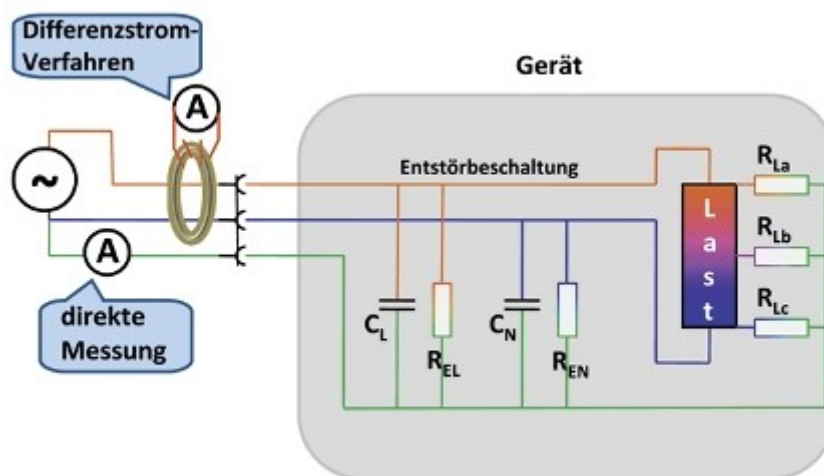 Differenzstrom-
Verfahren
A
Gerät
~
Entstörbeschaltung
R_La
A
L
a
s
t
R_Lb
direkte
Messung
C_L
R_EL
C_N
R_EN
R_Lc